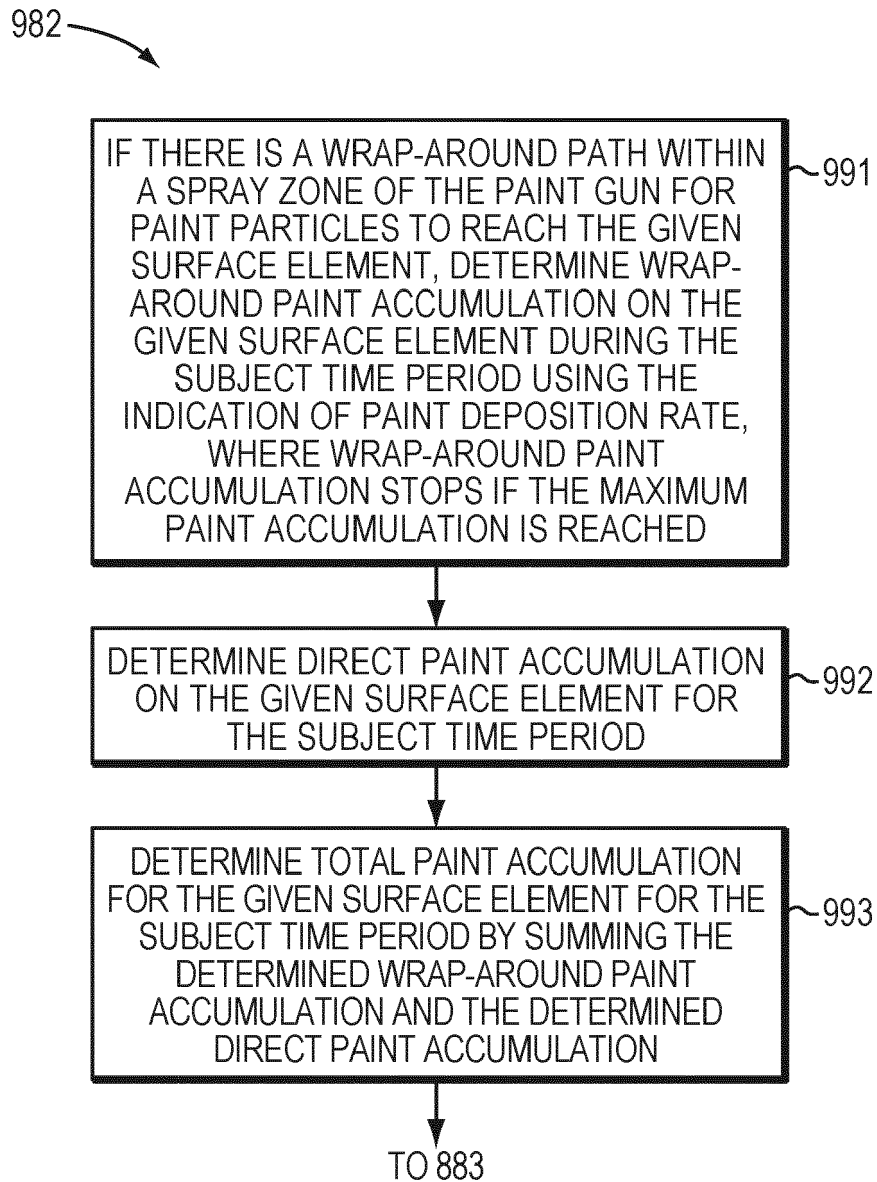 982
IF THERE IS A WRAP-AROUND PATH WITHIN
A SPRAY ZONE OF THE PAINT GUN FOR
PAINT PARTICLES TO REACH THE GIVEN
SURFACE ELEMENT, DETERMINE WRAP-
AROUND PAINT ACCUMULATION ON THE
GIVEN SURFACE ELEMENT DURING THE
SUBJECT TIME PERIOD USING THE
INDICATION OF PAINT DEPOSITION RATE,
WHERE WRAP-AROUND PAINT
ACCUMULATION STOPS IF THE MAXIMUM
PAINT ACCUMULATION IS REACHED
991
DETERMINE DIRECT PAINT ACCUMULATION
ON THE GIVEN SURFACE ELEMENT FOR
THE SUBJECT TIME PERIOD
992
DETERMINE TOTAL PAINT ACCUMULATION
FOR THE GIVEN SURFACE ELEMENT FOR THE
SUBJECT TIME PERIOD BY SUMMING THE
DETERMINED WRAP-AROUND PAINT
ACCUMULATION AND THE DETERMINED
DIRECT PAINT ACCUMULATION
993
TO 883